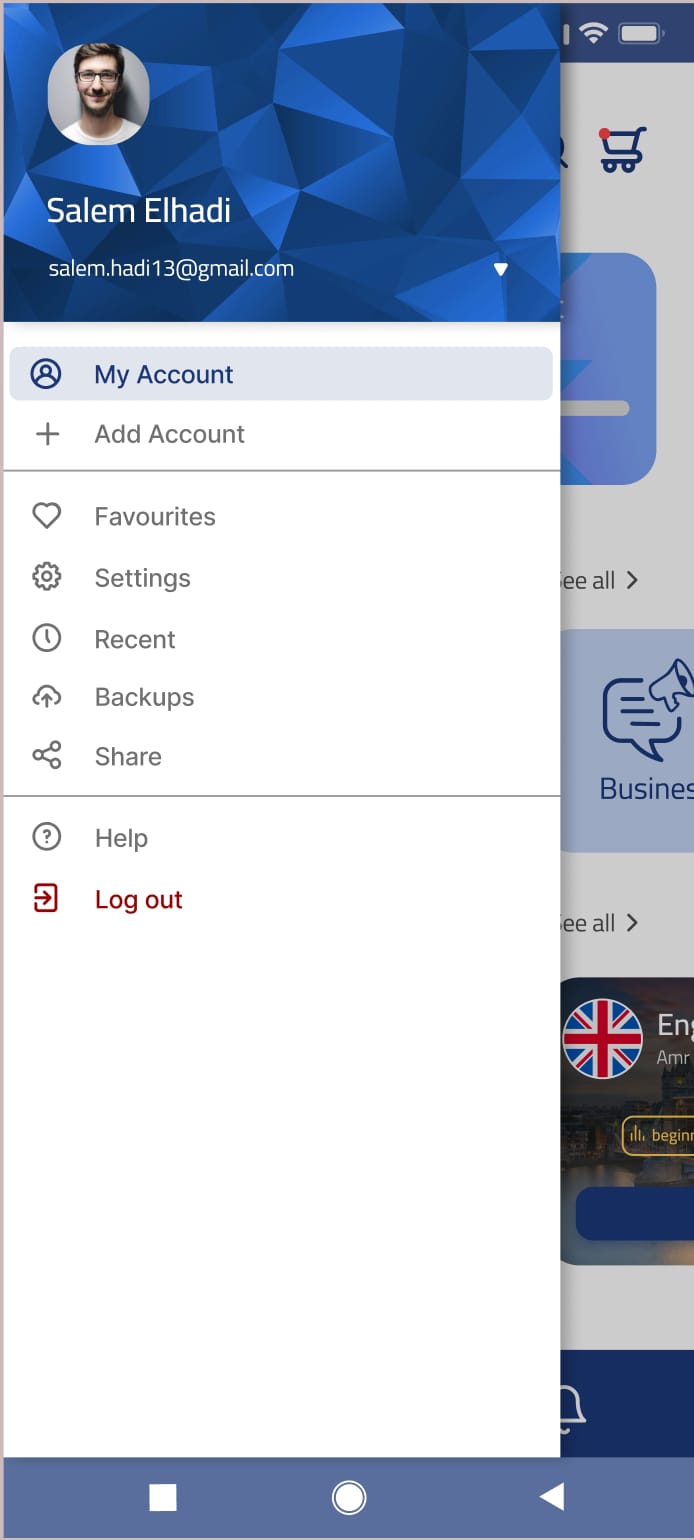 Salem Elhadi
salem.hadi13@gmail.com
My Account
Add Account
Favourites
Settings
Recent
Backups
Share
Help
Log out
ee all
Busines
ee all
Eng
Amr
beginn